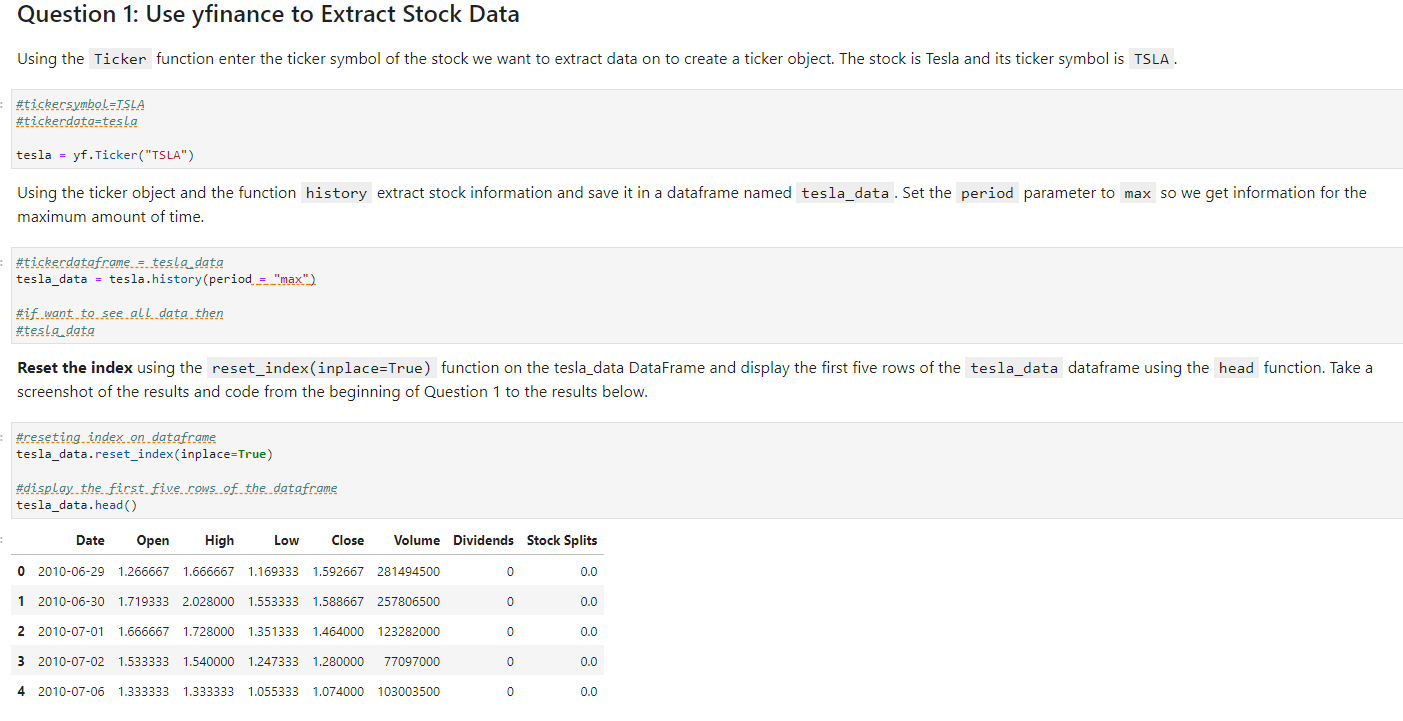 Question 1: Use yfinance to Extract Stock Data
Using the Ticker function enter the ticker symbol of the stock we want to extract data on to create a ticker object. The stock is Tesla and its ticker symbol is TSLA.
#tickersymbol=TSLA
#tickerdata=tesla
tesla = yf.Ticker("TSLA")
Using the ticker object and the function history extract stock information and save it in a dataframe named tesla_data. Set the period parameter to max so we get information for the
maximum amount of time.
#tickerdataframe = tesla_data
tesla_data = tesla.history(period = "max")
#if want to see all data then
#tesla_data
Reset the index using the reset_index(inplace=True) function on the tesla_data DataFrame and display the first five rows of the tesla_data dataframe using the head function. Take a
screenshot of the results and code from the beginning of Question 1 to the results below.
#reseting index on dataframe
tesla_data.reset_index(inplace=True)
#display the first five rows of the dataframe
tesla_data.head()
Date Open High Low Close Volume Dividends Stock Splits
0 2010-06-29 1.266667 1.666667 1.169333 1.592667 281494500 0 0.0
1 2010-06-30 1.719333 2.028000 1.553333 1.588667 257806500 0 0.0
2 2010-07-01 1.666667 1.728000 1.351333 1.464000 123282000 0 0.0
3 2010-07-02 1.533333 1.540000 1.247333 1.280000 77097000 0 0.0
4 2010-07-06 1.333333 1.333333 1.055333 1.074000 103003500 0 0.0